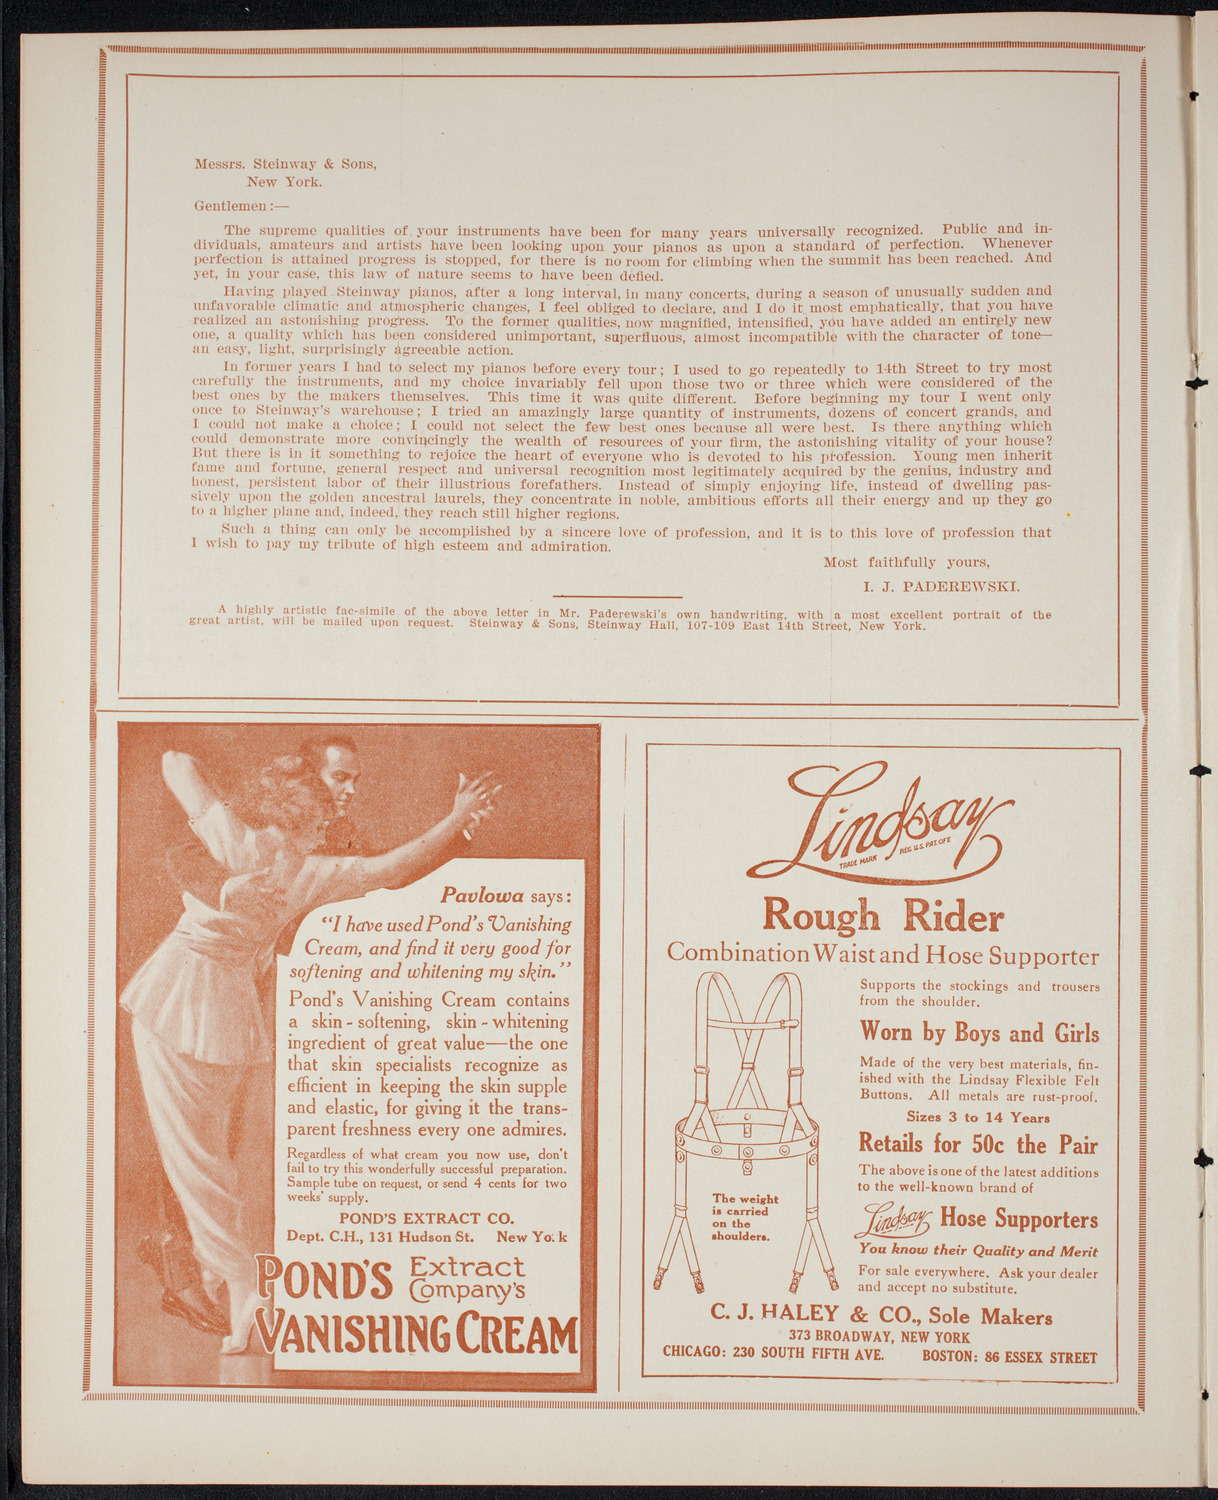 Messrs. Steinway & Sons,
New York.
Gentlemen:—
The supreme qualities of your instruments have been for many years universally recognized. Public and in-
dividuals, amateurs and artists have been looking upon your pianos as upon a standard of perfection. Whenever
perfection is attained progress is stopped, for there is no room for climbing when the summit has been reached. And
yet, in your case, this law of nature seems to have been defied.
Having played Steinway pianos, after a long interval, in many concerts, during a season of unusually sudden and
unfavorable climatic and atmospheric changes, I feel obliged to declare, and I do it most emphatically, that you have
realized an astonishing progress. To the former qualities, now magnified, intensified, you have added an entirely new
one, a quality which has been considered unimportant, superfluous, almost incompatible with the character of tone—
an easy, light, surprisingly agreeable action.
In former years I had to select my pianos before every tour; I used to go repeatedly to 14th Street to try most
carefully the instruments, and my choice invariably fell upon those two or three which were considered of the
best ones by the makers themselves. This time it was quite different. Before beginning my tour I went only
once to Steinway's warehouse; I tried an amazingly large quantity of instruments, dozens of concert grands, and
I could not make a choice; I could not select the few best ones because all were best. Is there anything which
could demonstrate more convincingly the wealth of resources of your firm, the astonishing vitality of your house?
But there is in it something to rejoice the heart of everyone who is devoted to his profession. Young men inherit
fame and fortune, general respect and universal recognition most legitimately acquired by the genius, industry and
honest, persistent labor of their illustrious forefathers. Instead of simply enjoying life, instead of dwelling pas-
sively upon the golden ancestral laurels, they concentrate in noble, ambitious efforts all their energy and up they go
to a higher plane and, indeed, they reach still higher regions.
Such a thing can only be accomplished by a sincere love of profession, and it is to this love of profession that
I wish to pay my tribute of high esteem and admiration.
Most faithfully yours,
I. J. PADEREWSKI.
A highly artistic fac-simile of the above letter in Mr. Paderewski's own handwriting, with a most excellent portrait of the
great artist, will be mailed upon request. Steinway & Sons, Steinway Hall, 107-109 East 14th Street, New York.
Pavlowa says:
"I have used Pond's Vanishing
Cream, and find it very good for
softening and whitening my skin."
Pond's Vanishing Cream contains
a skin-softening, skin-whitening
ingredient of great value—the one
that skin specialists recognize as
efficient in keeping the skin supple
and elastic, for giving it the trans-
parent freshness every one admires.
Regardless of what cream you now use, don't
fail to try this wonderfully successful preparation.
Sample tube on request, or send 4 cents for two
weeks' supply.
POND'S EXTRACT CO.
Dept. C.H., 131 Hudson St. New York
POND'S Extract
Company's
VANISHING CREAM
Lindsay
TRADE MARK REG. U.S. PAT. OFF.
Rough Rider
Combination Waist and Hose Supporter
Supports the stockings and trousers
from the shoulder.
Worn by Boys and Girls
Made of the very best materials, fin-
ished with the Lindsay Flexible Felt
Buttons. All metals are rust-proof.
Sizes 3 to 14 Years
Retails for 50c the Pair
The above is one of the latest additions
to the well-known brand of
The weight
is carried
on the
shoulders.
Lindsay Hose Supporters
You know their Quality and Merit
For sale everywhere. Ask your dealer
and accept no substitute.
C. J. HALEY & CO., Sole Makers
373 BROADWAY, NEW YORK
CHICAGO: 230 SOUTH FIFTH AVE. BOSTON: 86 ESSEX STREET